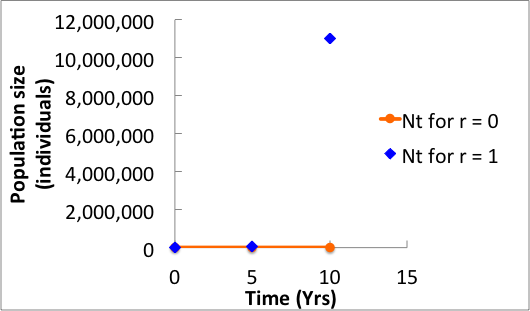 12,000,000
10,000,000
8,000,000
6,000,000
4,000,000
2,000,000
0
Population size
(individuals)
0 5 10 15
Time (Yrs)
Nt for r = 0
Nt for r = 1